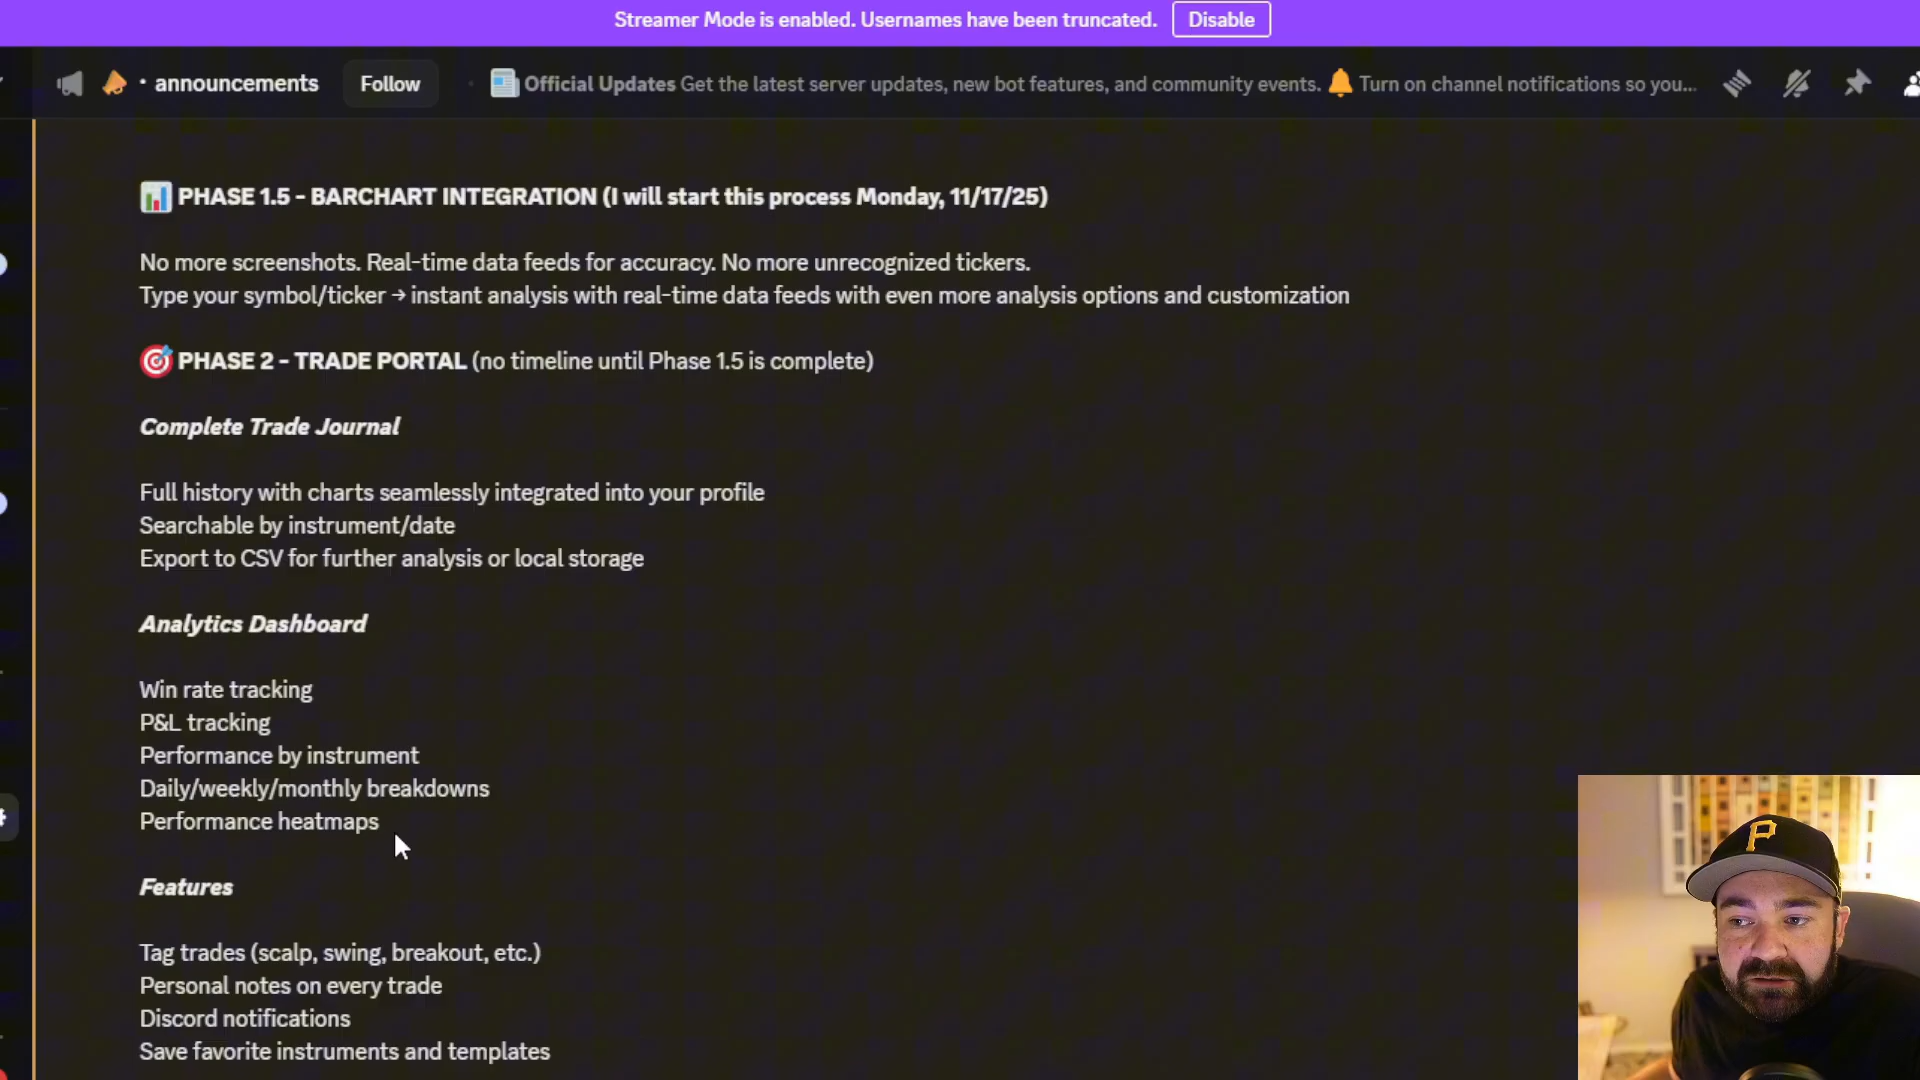 Streamer Mode is enabled. Usernames have been truncated. Disable
announcements Follow Official Updates Get the latest server updates, new bot features, and community events. Turn on channel notifications so you...
PHASE 1.5 - BARCHART INTEGRATION (I will start this process Monday, 11/17/25)
No more screenshots. Real-time data feeds for accuracy. No more unrecognized tickers.
Type your symbol/ticker → instant analysis with real-time data feeds with even more analysis options and customization
PHASE 2 - TRADE PORTAL (no timeline until Phase 1.5 is complete)
Complete Trade Journal
Full history with charts seamlessly integrated into your profile
Searchable by instrument/date
Export to CSV for further analysis or local storage
Analytics Dashboard
Win rate tracking
P&L tracking
Performance by instrument
Daily/weekly/monthly breakdowns
Performance heatmaps
Features
Tag trades (scalp, swing, breakout, etc.)
Personal notes on every trade
Discord notifications
Save favorite instruments and templates
P